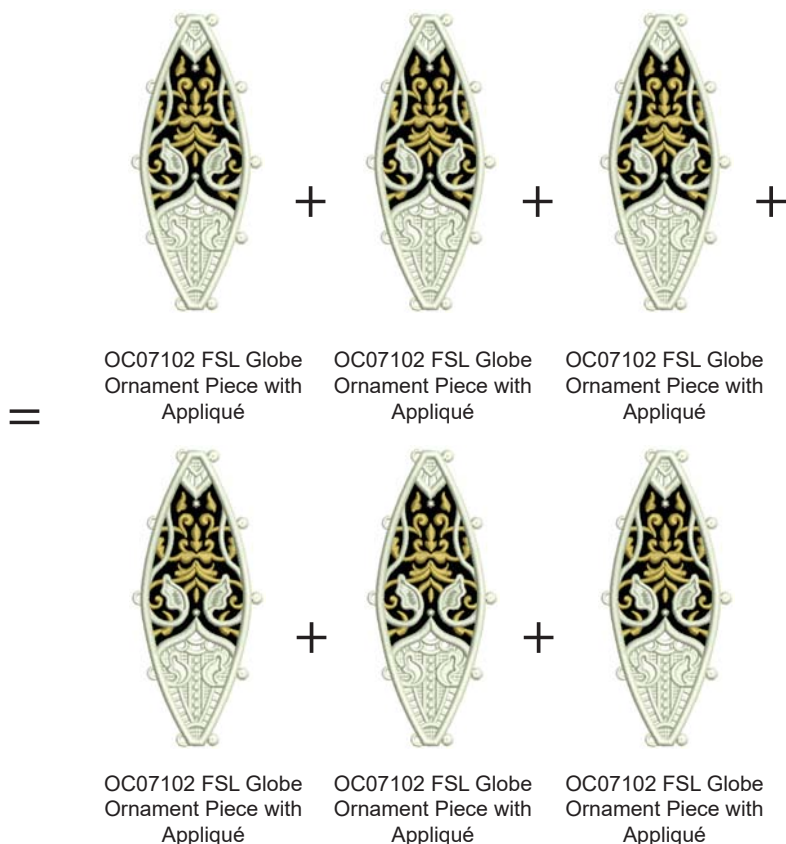 + + +
OC07102 FSL Globe Ornament Piece with Appliqué
OC07102 FSL Globe Ornament Piece with Appliqué
OC07102 FSL Globe Ornament Piece with Appliqué
=
+ +
OC07102 FSL Globe Ornament Piece with Appliqué
OC07102 FSL Globe Ornament Piece with Appliqué
OC07102 FSL Globe Ornament Piece with Appliqué